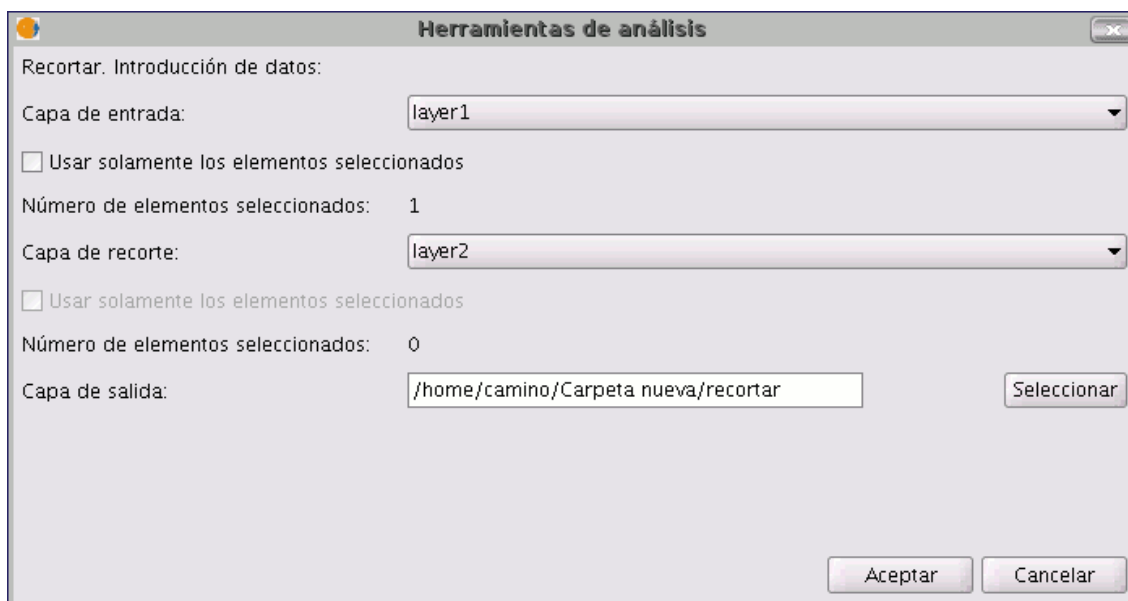 Herramientas de análisis
Recortar. Introducción de datos:
Capa de entrada: layer1
Usar solamente los elementos seleccionados
Número de elementos seleccionados: 1
Capa de recorte: layer2
Usar solamente los elementos seleccionados
Número de elementos seleccionados: 0
Capa de salida: /home/camino/Carpeta nueva/recortar Seleccionar
Aceptar Cancelar